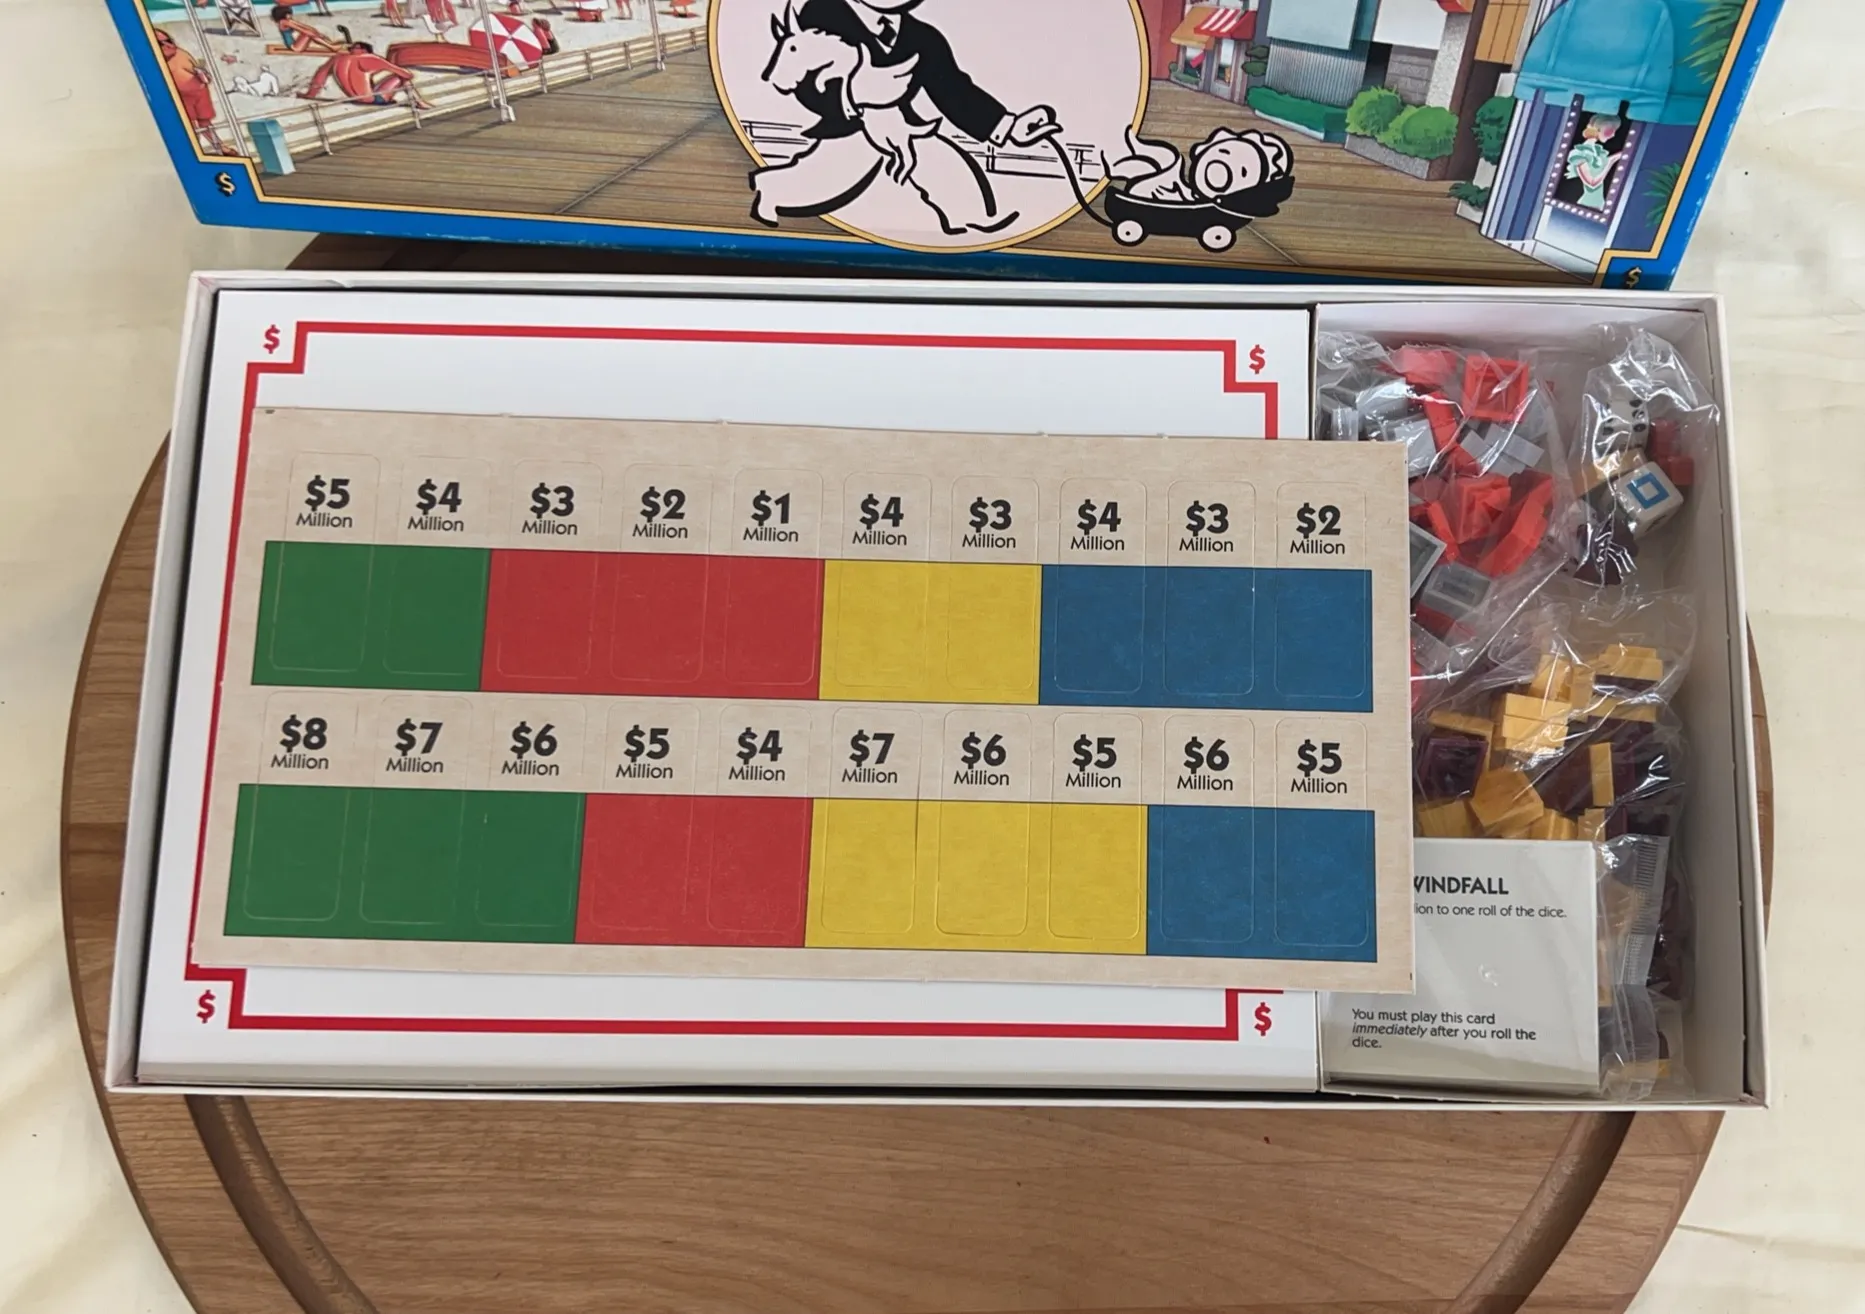 $
$
$
$
$5 $4 $3 $2 $1 $4 $3 $4 $3 $2
Million Million Million Million Million Million Million Million Million Million
$8 $7 $6 $5 $4 $7 $6 $5 $6 $5
Million Million Million Million Million Million Million Million Million Million
WINDFALL
to one roll of the dice.
You must play this card
immediately after you roll the
dice.
$
$